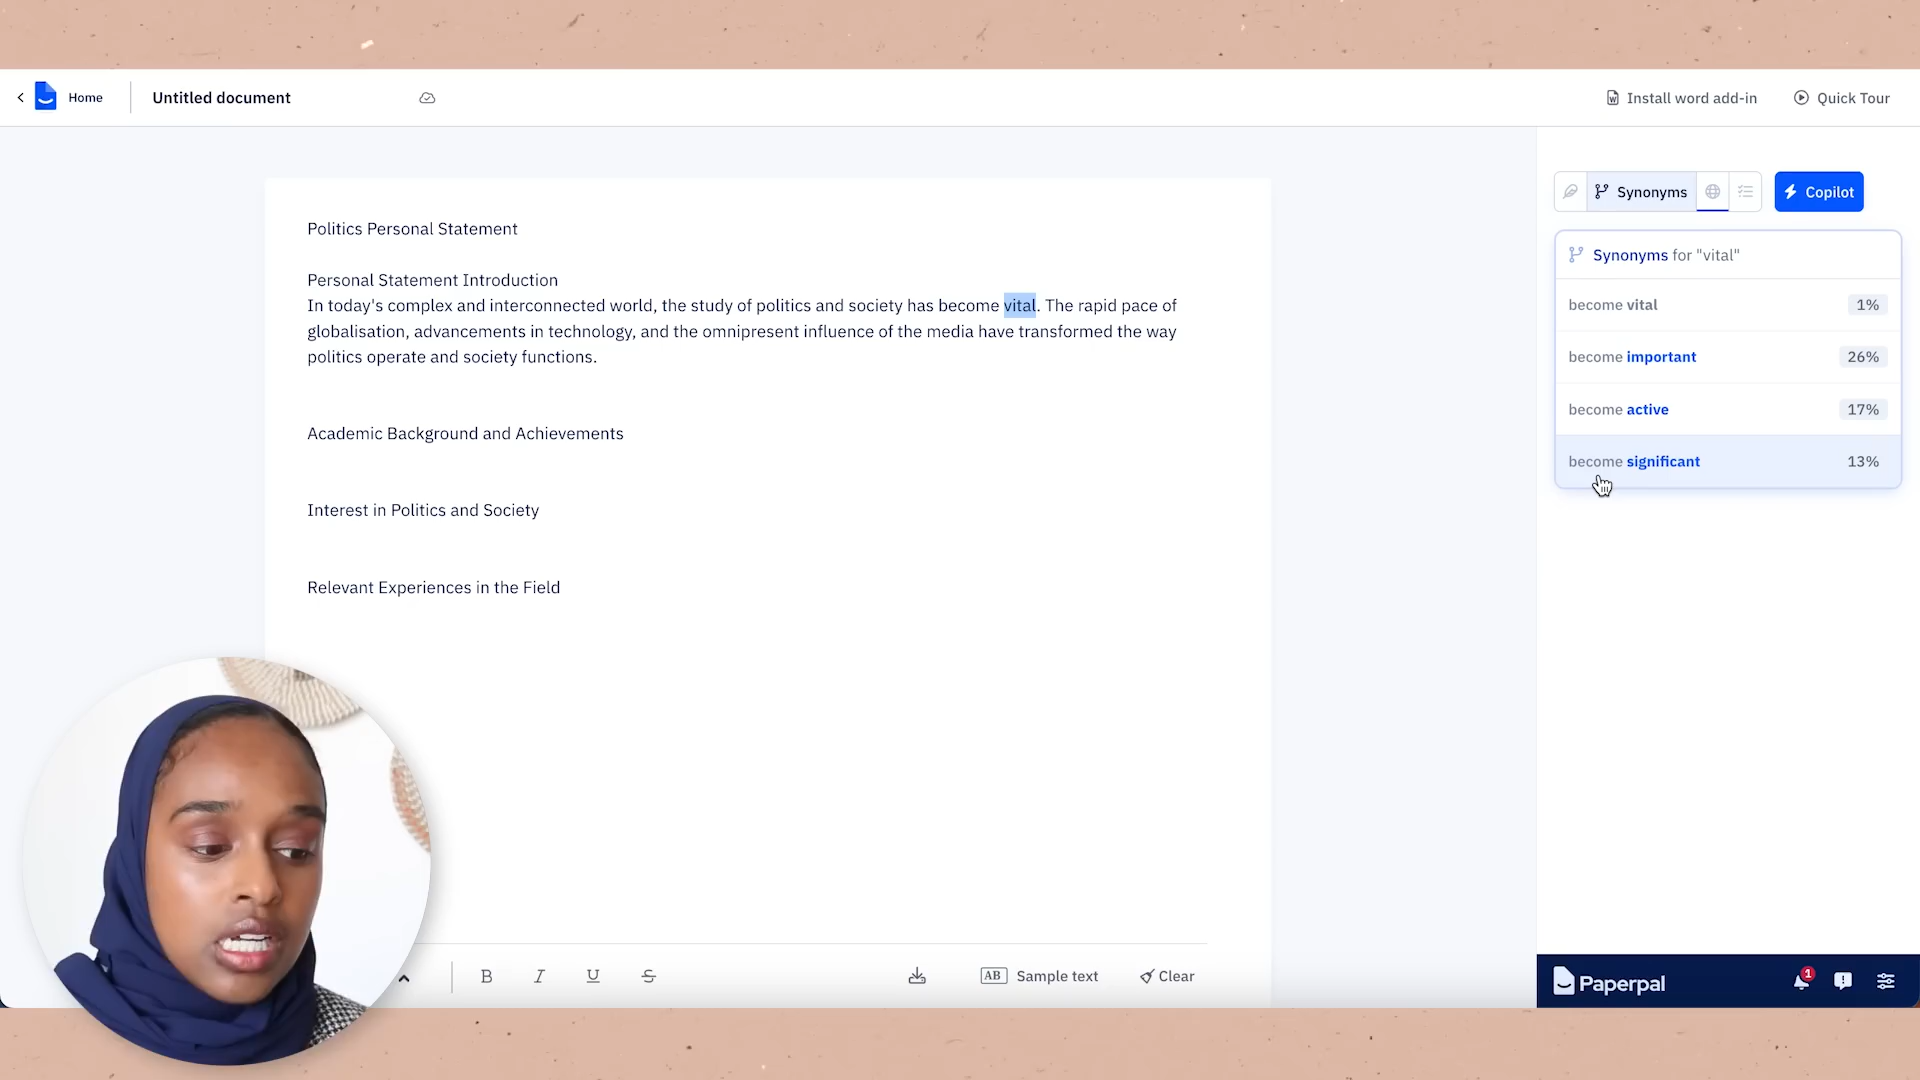 Home
Untitled document
Install word add-in
Quick Tour
Politics Personal Statement
Personal Statement Introduction
In today's complex and interconnected world, the study of politics and society has become vital. The rapid pace of
globalisation, advancements in technology, and the omnipresent influence of the media have transformed the way
politics operate and society functions.
Academic Background and Achievements
Interest in Politics and Society
Relevant Experiences in the Field
B I U S
AB Sample text
Clear
Synonyms
Copilot
Synonyms for "vital"
become vital 1%
become important 26%
become active 17%
become significant 13%
Paperpal
1